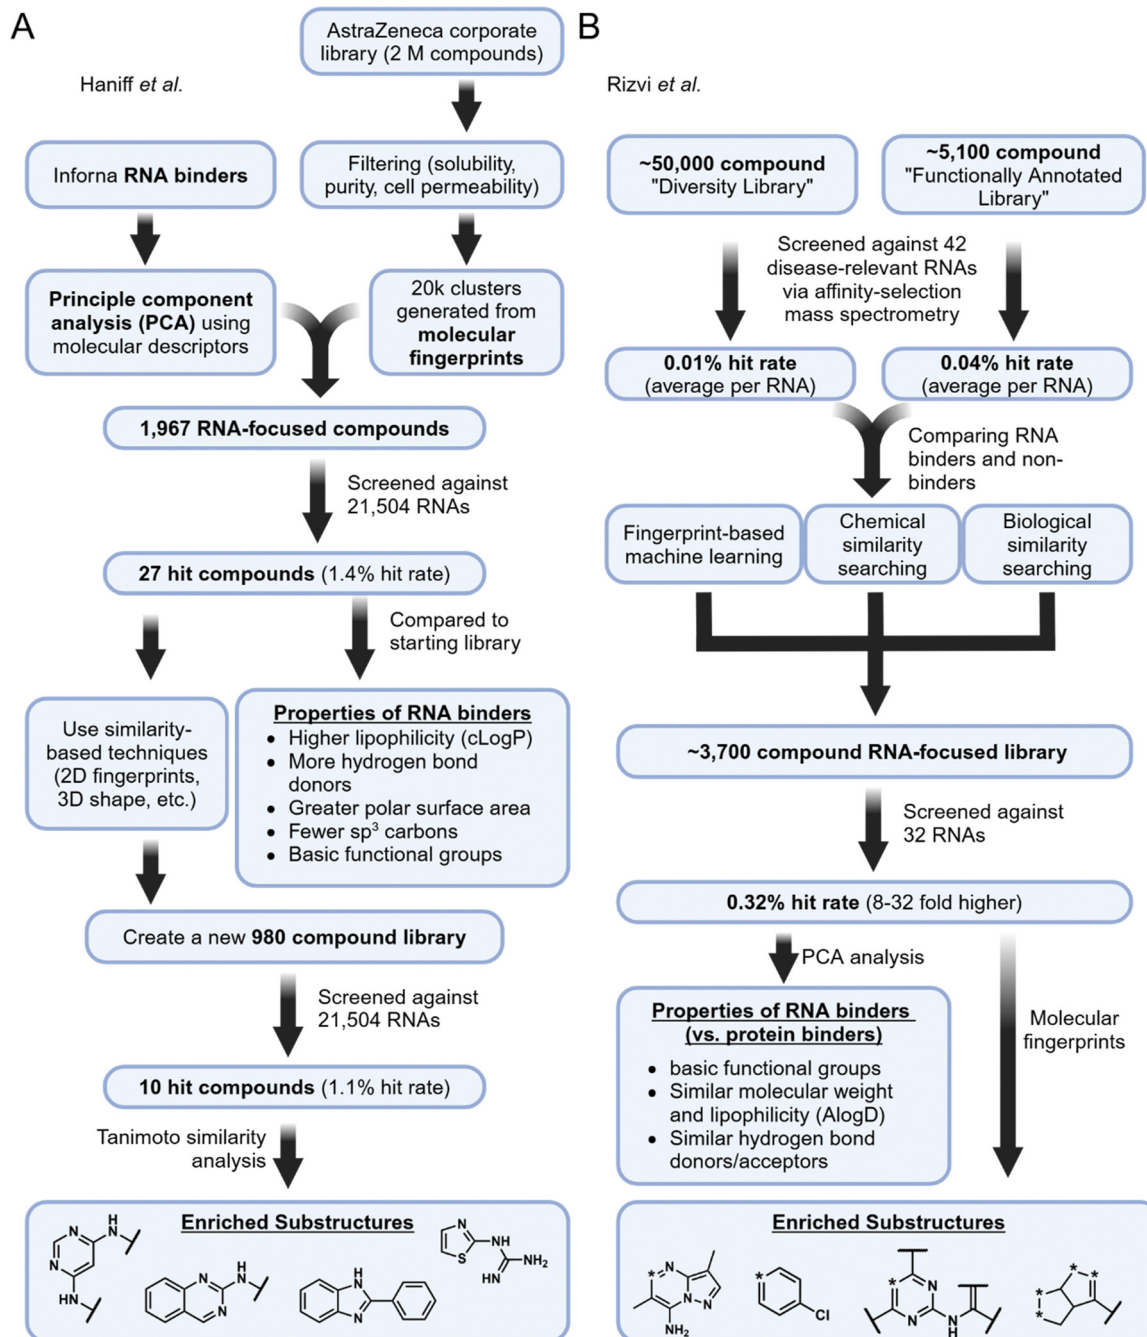 A
AstraZeneca corporate
library (2 M compounds)
Haniff et al.
Inforna RNA binders
Filtering (solubility,
purity, cell permeability)
Principle component
analysis (PCA) using
molecular descriptors
20k clusters
generated from
molecular
fingerprints
1,967 RNA-focused compounds
Screened against
21,504 RNAs
27 hit compounds (1.4% hit rate)
Compared to
starting library
Use similarity-
based techniques
(2D fingerprints,
3D shape, etc.)
Properties of RNA binders
• Higher lipophilicity (cLogP)
• More hydrogen bond
donors
• Greater polar surface area
• Fewer sp³ carbons
• Basic functional groups
Create a new 980 compound library
Screened against
21,504 RNAs
10 hit compounds (1.1% hit rate)
Tanimoto similarity
analysis
Enriched Substructures
N
N
H
N
HN
N
N
H
N
H
N
N
N
S
NH
NH
NH₂
B
Rizvi et al.
~50,000 compound
"Diversity Library"
~5,100 compound
"Functionally Annotated
Library"
Screened against 42
disease-relevant RNAs
via affinity-selection
mass spectrometry
0.01% hit rate
(average per RNA)
0.04% hit rate
(average per RNA)
Comparing RNA
binders and non-
binders
Fingerprint-based
machine learning
Chemical
similarity
searching
Biological
similarity
searching
~3,700 compound RNA-focused library
Screened against
32 RNAs
0.32% hit rate (8-32 fold higher)
PCA analysis
Properties of RNA binders
(vs. protein binders)
• basic functional groups
• Similar molecular weight
and lipophilicity (AlogD)
• Similar hydrogen bond
donors/acceptors
Molecular
fingerprints
Enriched Substructures
*
N
N
N
NH₂
*
Cl
*
N
N
N
H
*
*
*
*